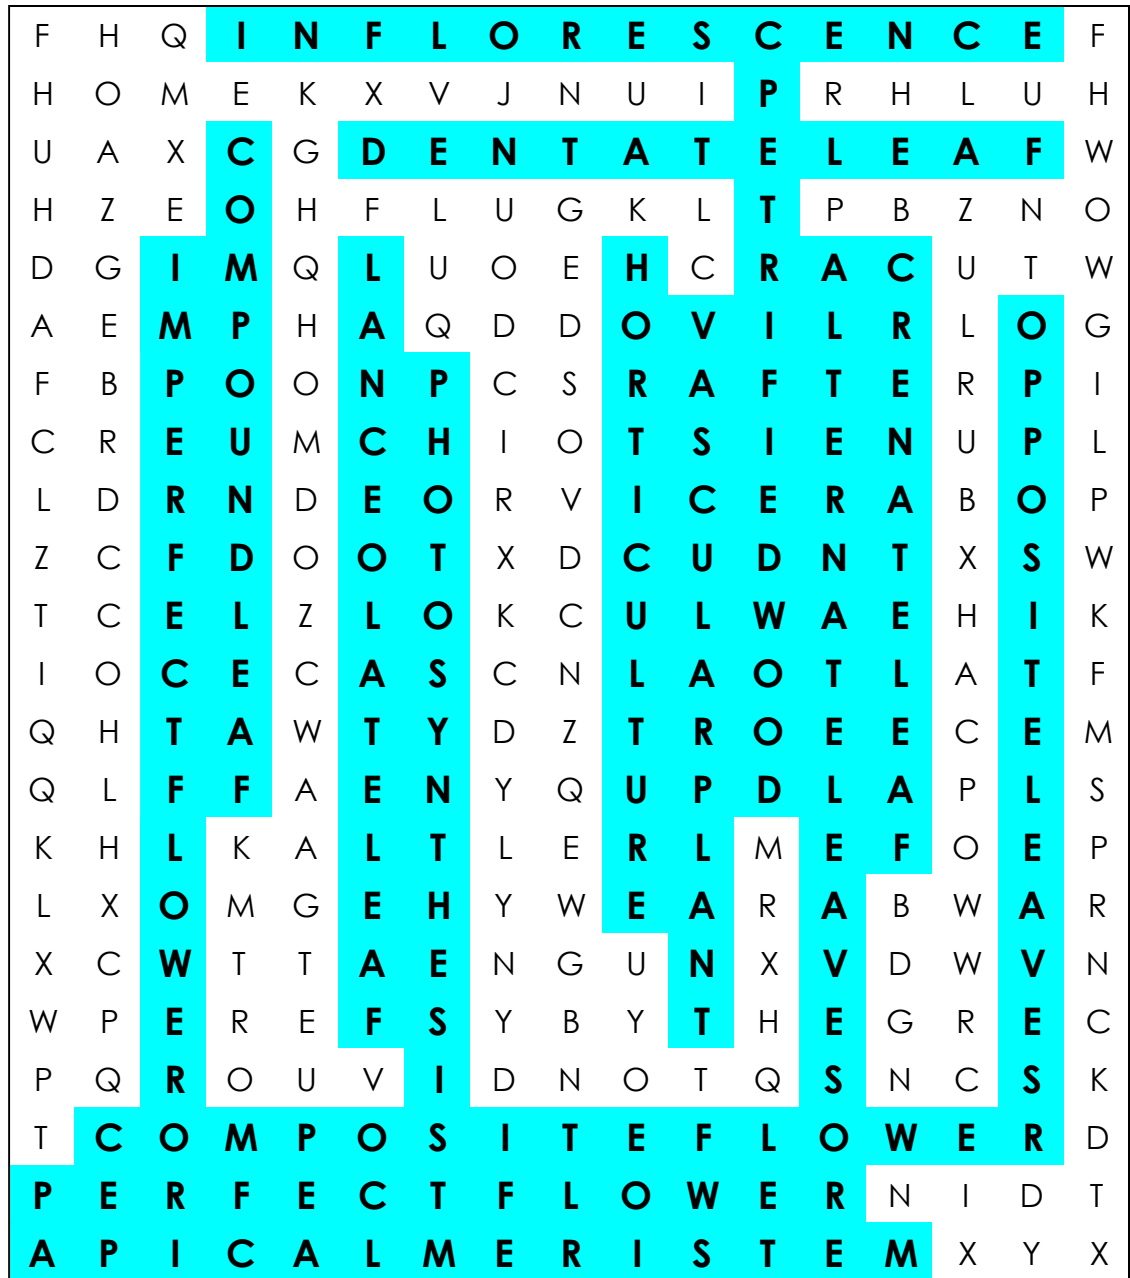 F H Q I N F L O R E S C E N C E F
H O M E K X V J N U I P R H L U H
U A X C G D E N T A T E L E A F W
H Z E O H F L U G K L T P B Z N O
D G I M Q L U O E H C R A C U T W
A E M P H A Q D D O V I L R L O G
F B P O O N P C S R A F T E R P I
C R E U M C H I O T S I E N U P L
L D R N D E O R V I C E R A B O P
Z C F D O O T X D C U D N T X S W
T C E L Z L O K C U L W A E H I K
I O C E C A S C N L A O T L A T F
Q H T A W T Y D Z T R O E E C E M
Q L F F A E N Y Q U P D L A P L S
K H L K A L T L E R L M E F O E P
L X O M G E H Y W E A R A B W A R
X C W T T A E N G U N X V D W V N
W P E R E F S Y B Y T H E G R E C
P Q R O U V I D N O T Q S N C S K
T C O M P O S I T E F L O W E R D
P E R F E C T F L O W E R N I D T
A P I C A L M E R I S T E M X Y X